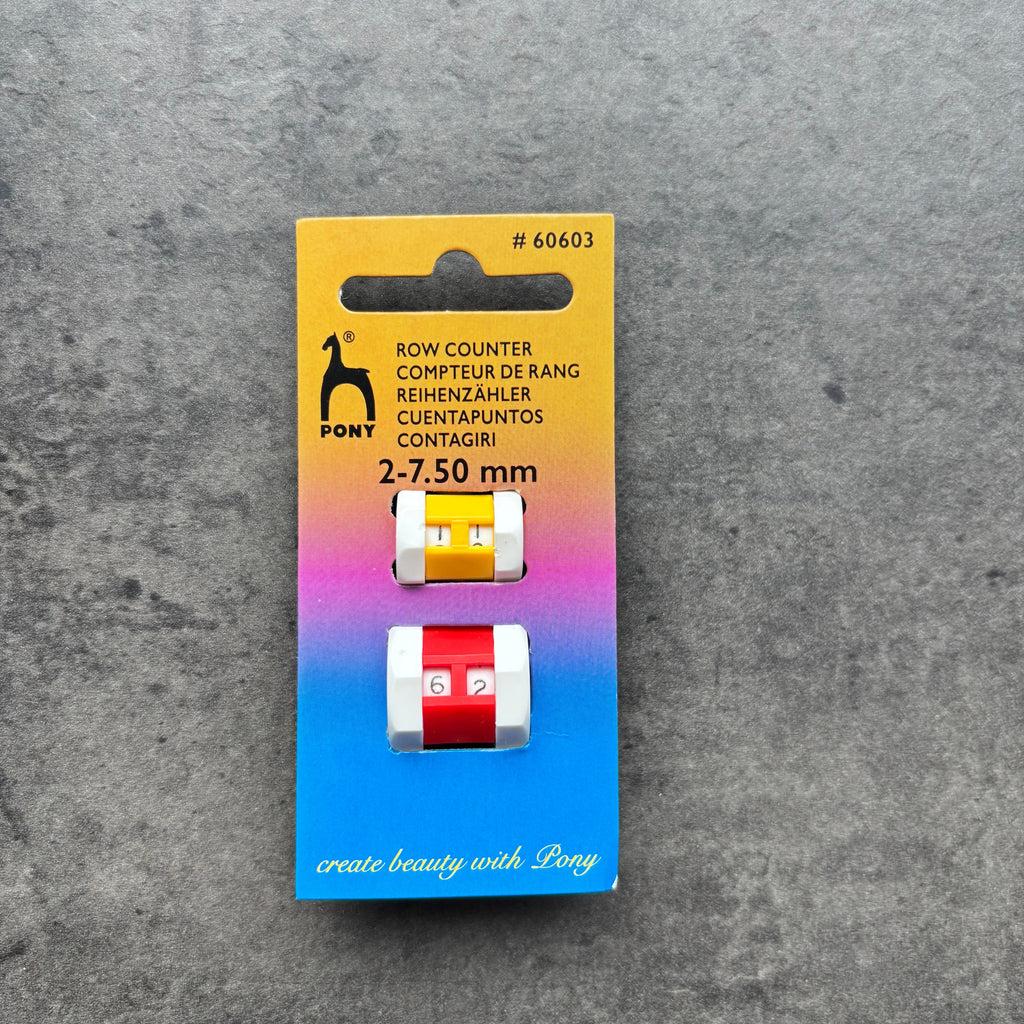 # 60603
®
PONY
ROW COUNTER
COMPTEUR DE RANG
REIHENZÄHLER
CUENTAPUNTOS
CONTAGIRI
2-7.50 mm
6 2
create beauty with Pony